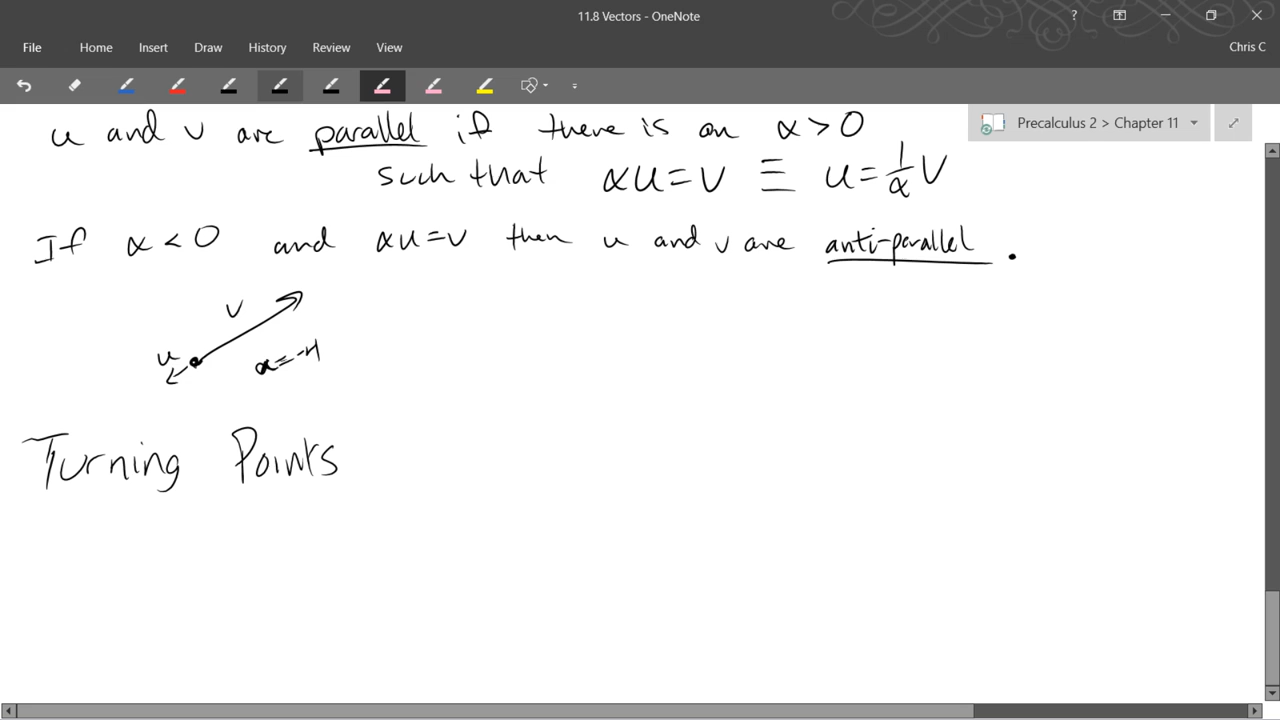 11.8 Vectors - OneNote
?
File Home Insert Draw History Review View
Chris C
Precalculus 2 > Chapter 11
u and v are parallel if there is an α > 0
such that αu = v ≡ u = 1/α v
If α < 0 and αu = v then u and v are anti-parallel.
v
u
α = -4
Turning Points